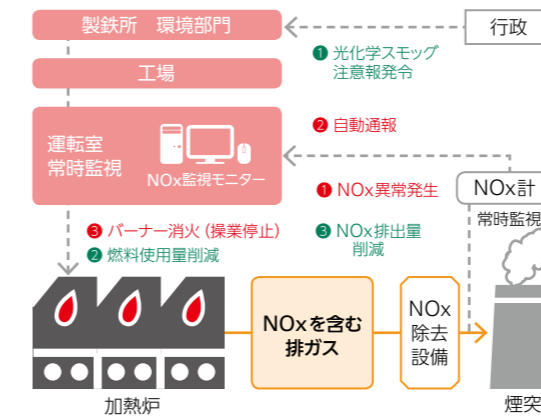 製鉄所 環境部門
行政
❶ 光化学スモッグ
注意報発令
工場
❷ 自動通報
運転室
常時監視
NOx監視モニター
❶ NOx異常発生
NOx計
常時監視
❸ バーナー消火（操業停止）
❷ 燃料使用量削減
❸ NOx排出量
削減
NOxを含む
排ガス
NOx
除去
設備
加熱炉
煙突